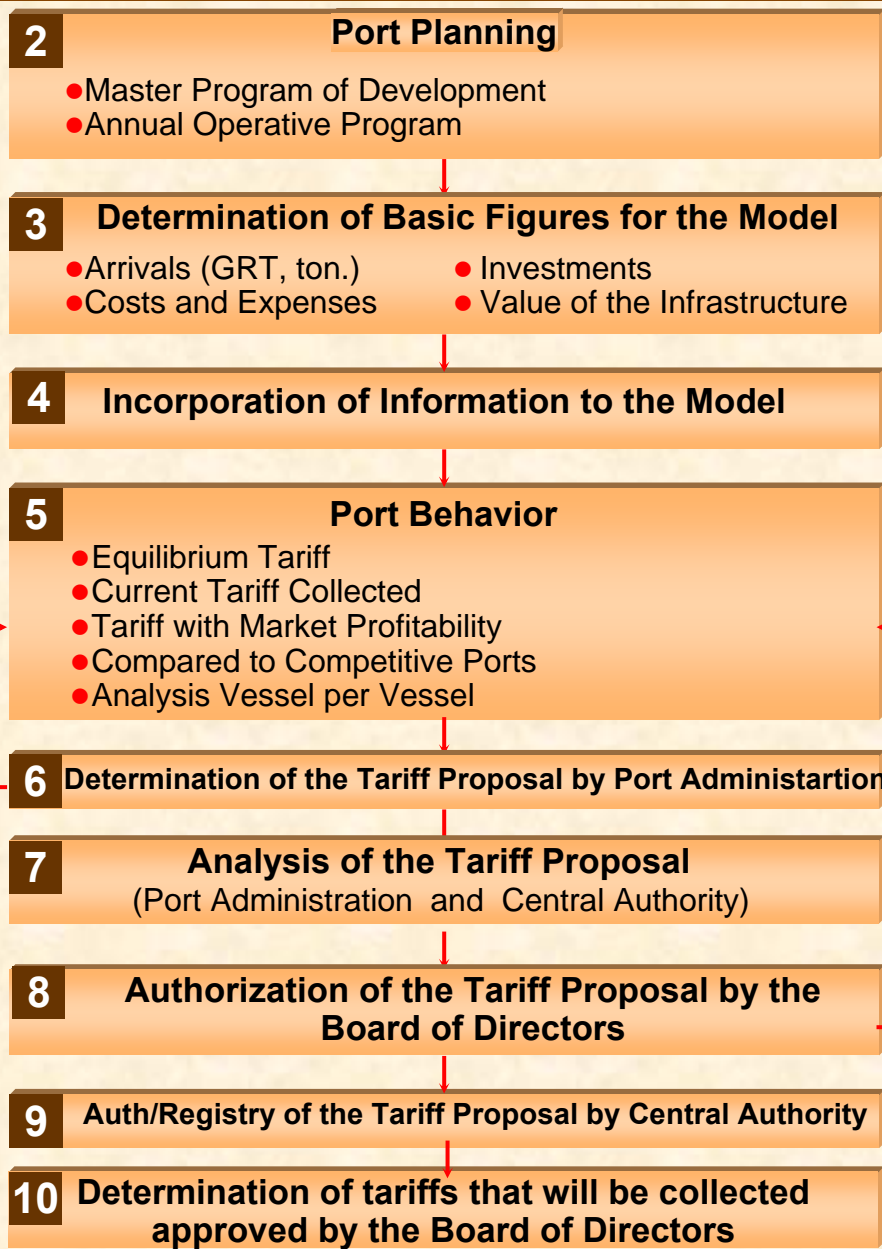 2 Port Planning
●Master Program of Development
●Annual Operative Program
3 Determination of Basic Figures for the Model
●Arrivals (GRT, ton.) ● Investments
●Costs and Expenses ● Value of the Infrastructure
4 Incorporation of Information to the Model
5 Port Behavior
●Equilibrium Tariff
●Current Tariff Collected
●Tariff with Market Profitability
●Compared to Competitive Ports
●Analysis Vessel per Vessel
6 Determination of the Tariff Proposal by Port Administartion
7 Analysis of the Tariff Proposal
(Port Administration and Central Authority)
8 Authorization of the Tariff Proposal by the
Board of Directors
9 Auth/Registry of the Tariff Proposal by Central Authority
10 Determination of tariffs that will be collected
approved by the Board of Directors